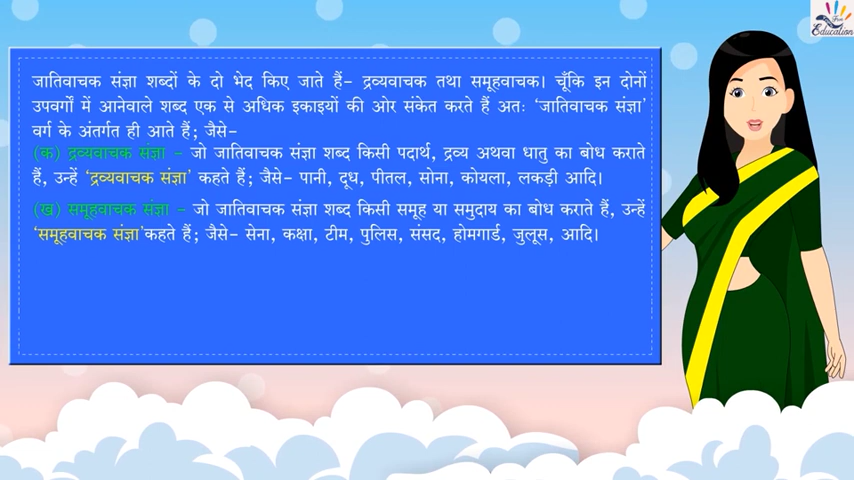 Fun
Education
जातिवाचक संज्ञा शब्दों के दो भेद किए जाते हैं- द्रव्यवाचक तथा समूहवाचक। चूँकि इन दोनों
उपवर्गों में आनेवाले शब्द एक से अधिक इकाइयों की ओर संकेत करते हैं अतः 'जातिवाचक संज्ञा'
वर्ग के अंतर्गत ही आते हैं; जैसे-
(क) द्रव्यवाचक संज्ञा - जो जातिवाचक संज्ञा शब्द किसी पदार्थ, द्रव्य अथवा धातु का बोध कराते
हैं, उन्हें 'द्रव्यवाचक संज्ञा' कहते हैं; जैसे- पानी, दूध, पीतल, सोना, कोयला, लकड़ी आदि।
(ख) समूहवाचक संज्ञा - जो जातिवाचक संज्ञा शब्द किसी समूह या समुदाय का बोध कराते हैं, उन्हें
'समूहवाचक संज्ञा'कहते हैं; जैसे- सेना, कक्षा, टीम, पुलिस, संसद, होमगार्ड, जुलूस, आदि।